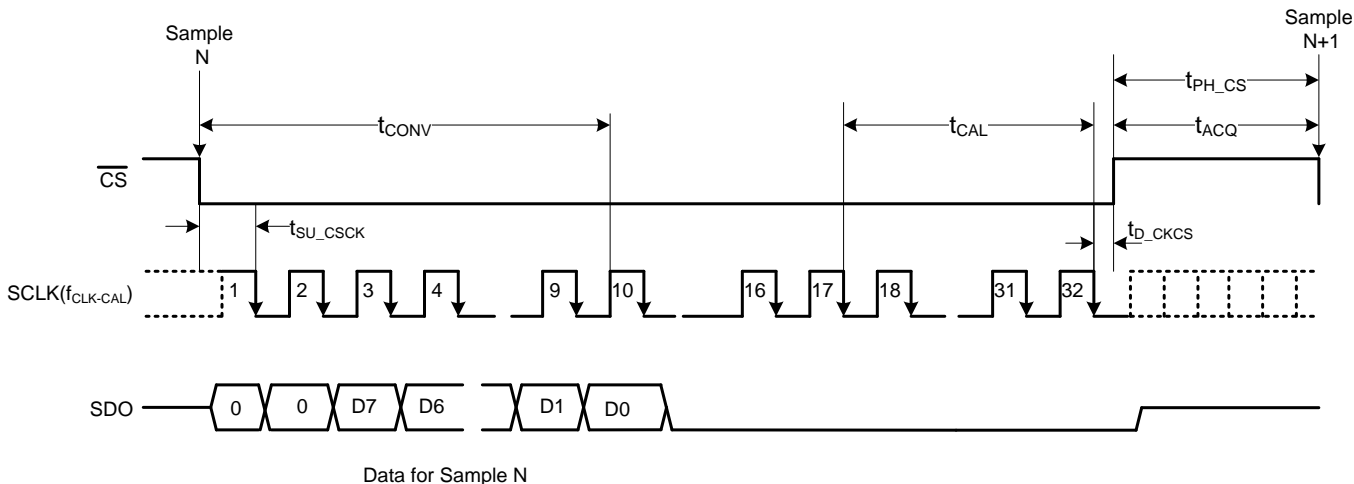 Sample
N
Sample
N+1
tPH_CS
tCONV
tCAL
tACQ
CS
tSU_CSCK
tD_CKCS
SCLK(fCLK-CAL)
1 2 3 4 9 10 16 17 18 31 32
SDO
0 0 D7 D6 D1 D0
Data for Sample N